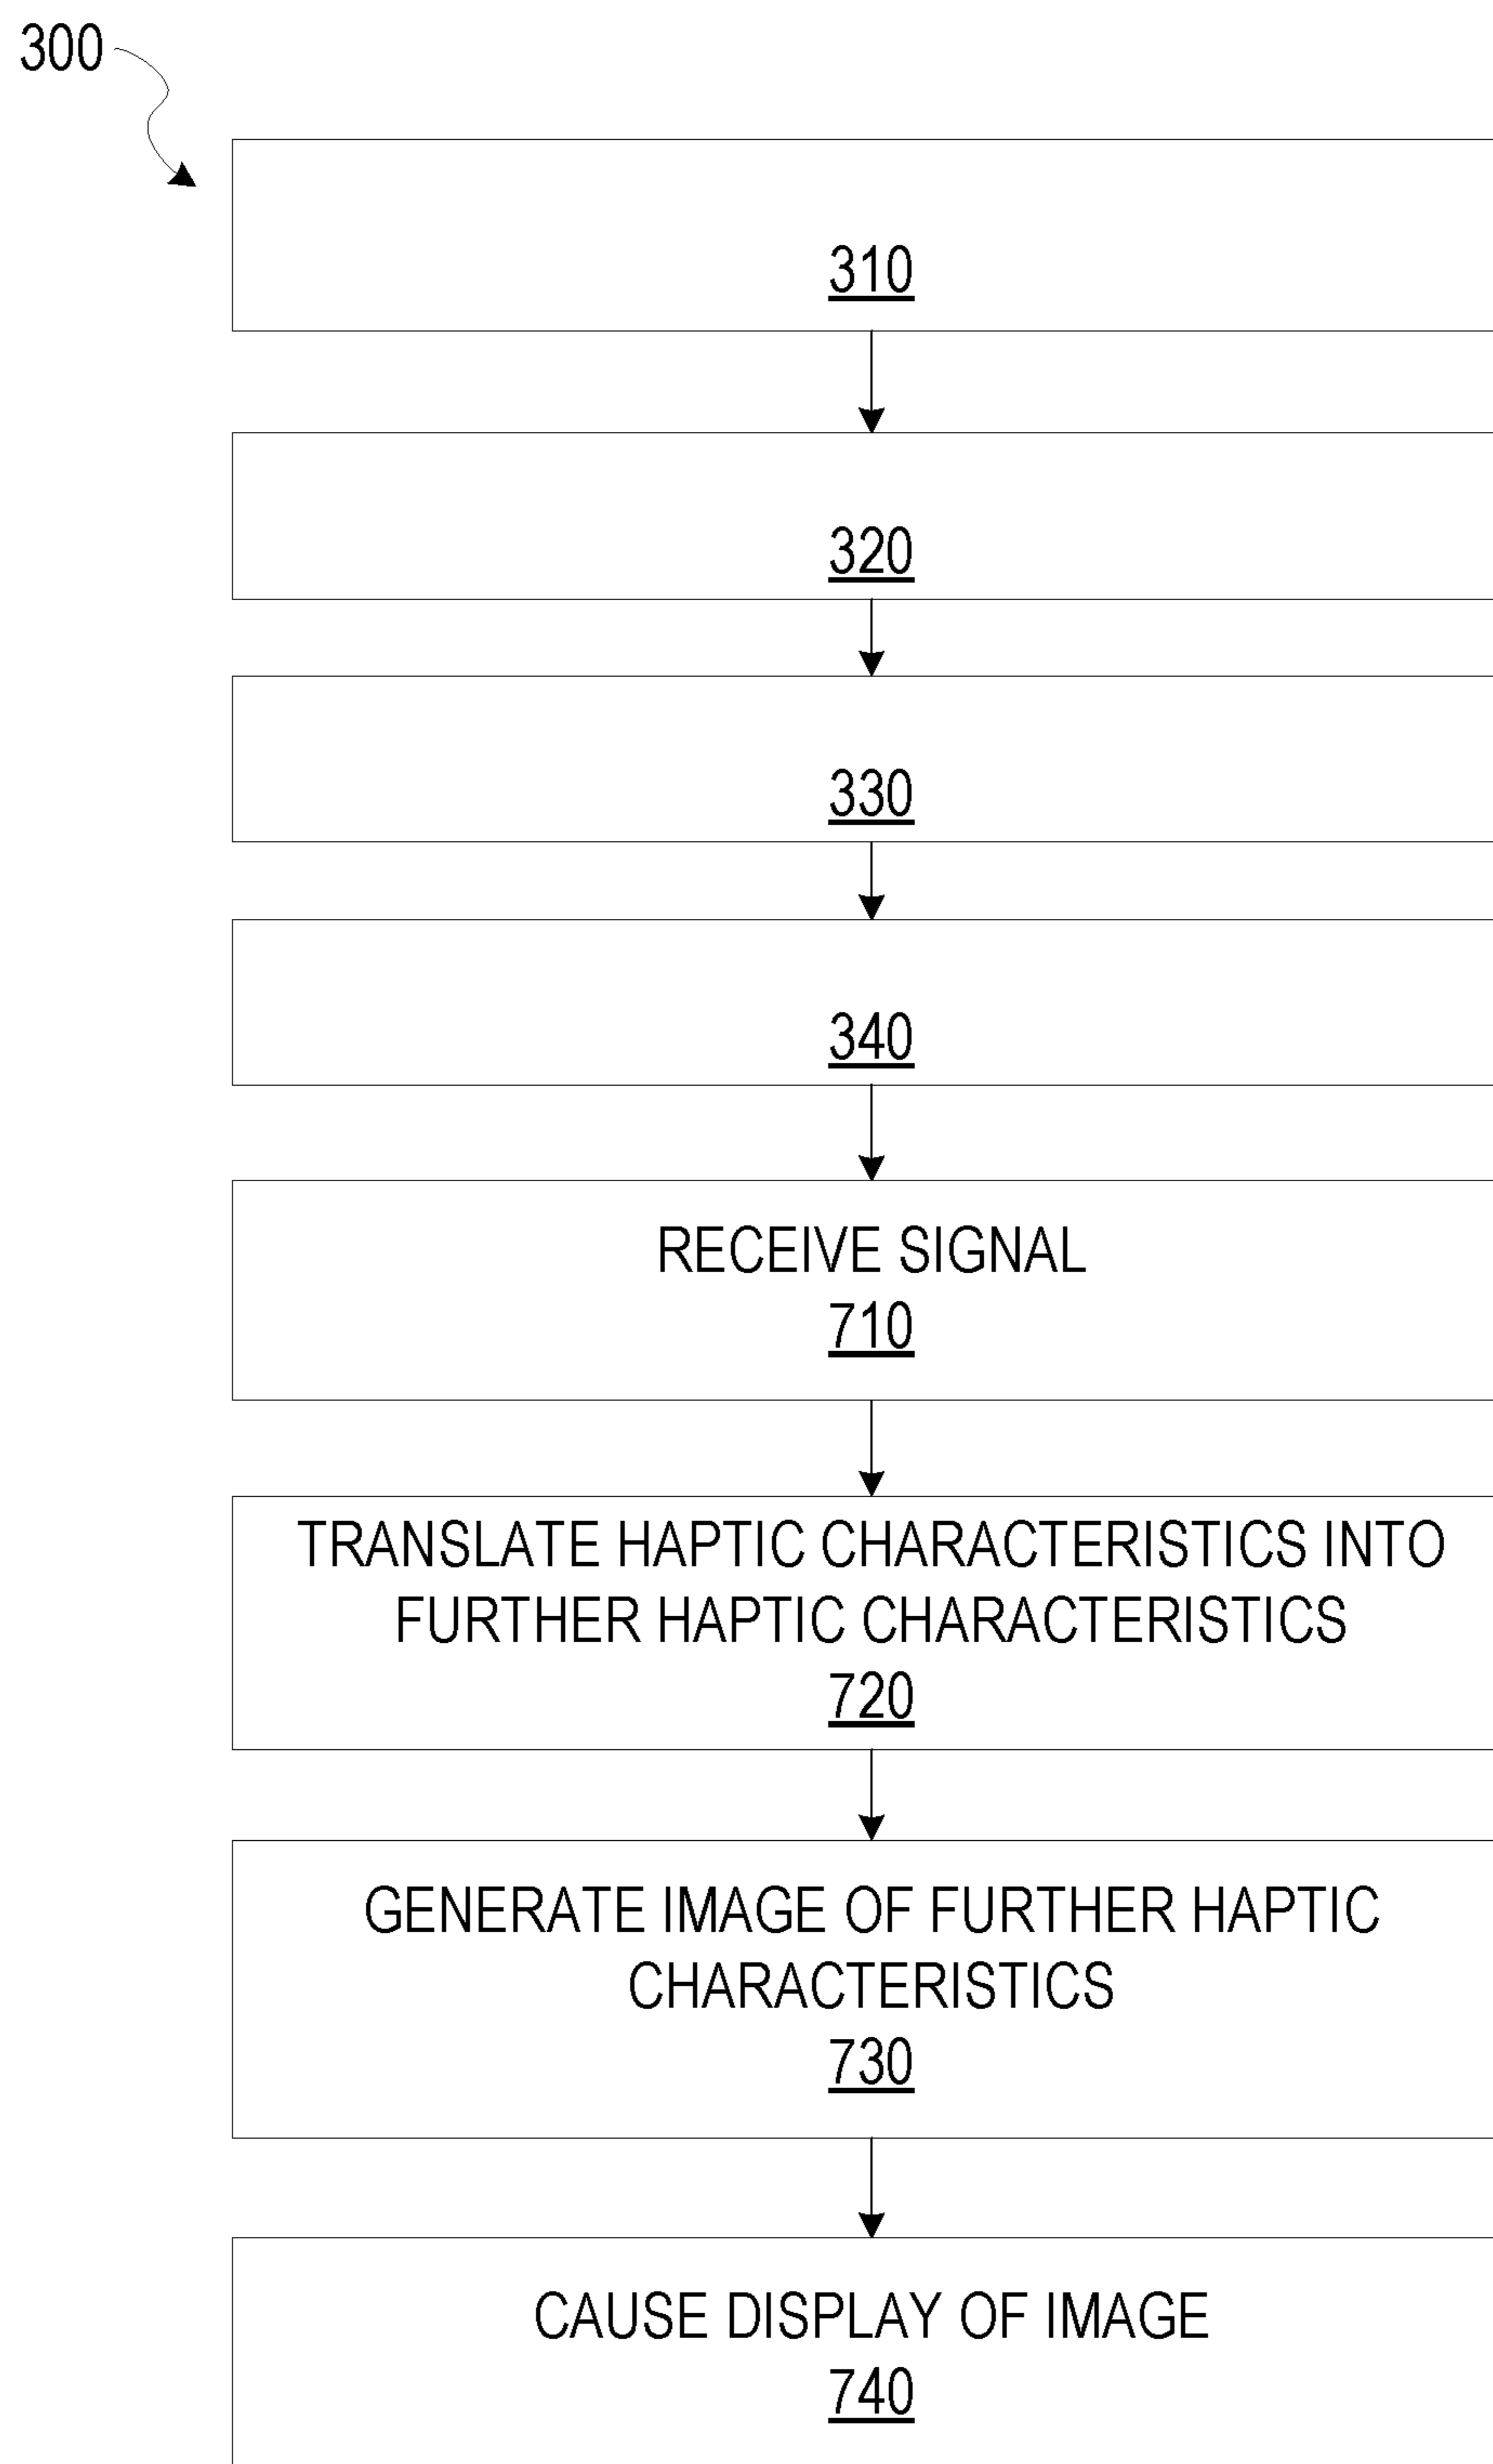 300
310
320
330
340
RECEIVE SIGNAL
710
TRANSLATE HAPTIC CHARACTERISTICS INTO
FURTHER HAPTIC CHARACTERISTICS
720
GENERATE IMAGE OF FURTHER HAPTIC
CHARACTERISTICS
730
CAUSE DISPLAY OF IMAGE
740